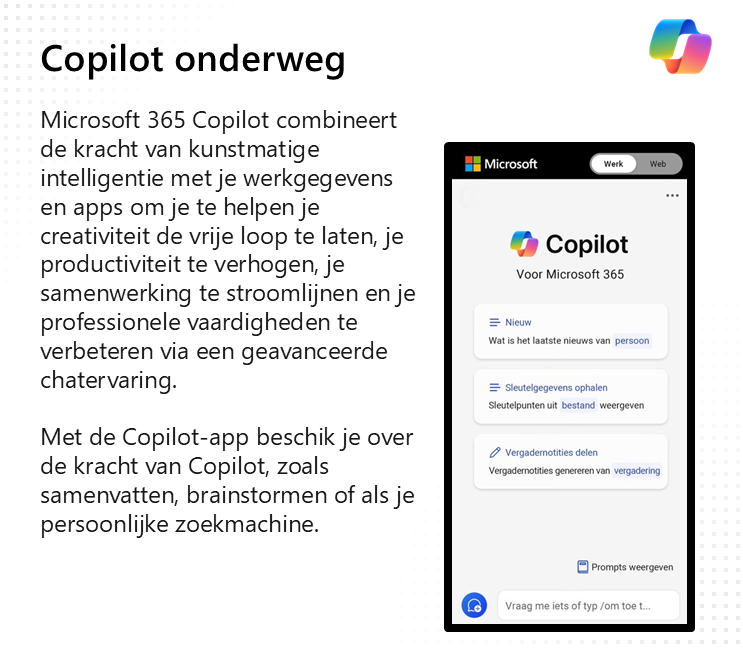 Copilot onderweg
Microsoft 365 Copilot combineert
de kracht van kunstmatige
intelligentie met je werkgegevens
en apps om je te helpen je
creativiteit de vrije loop te laten, je
productiviteit te verhogen, je
samenwerking te stroomlijnen en je
professionele vaardigheden te
verbeteren via een geavanceerde
chatervaring.
Met de Copilot-app beschik je over
de kracht van Copilot, zoals
samenvatten, brainstormen of als je
persoonlijke zoekmachine.
Microsoft Werk Web
Copilot
Voor Microsoft 365
Nieuw
Wat is het laatste nieuws van persoon
Sleutelgegevens ophalen
Sleutelpunten uit bestand weergeven
Vergadernotities delen
Vergadernotities genereren van vergadering
Prompts weergeven
Vraag me iets of typ /om toe t...